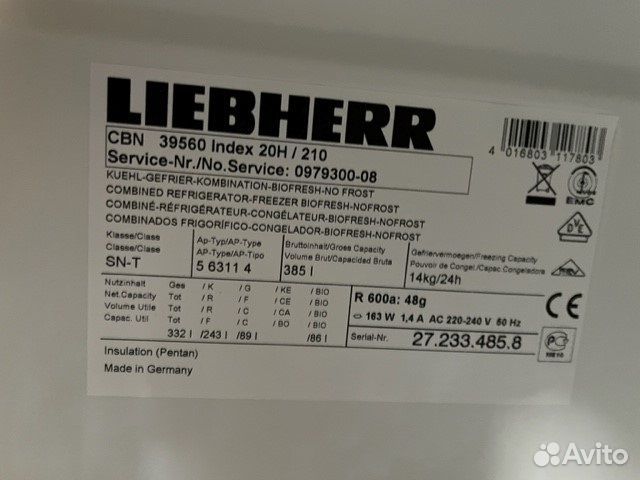 LIEBHERR
CBN 39560 Index 20H / 210
Service-Nr./No.Service: 0979300-08
4 016803 117803
KUEHL-GEFRIER-KOMBINATION-BIOFRESH-NO FROST
COMBINED REFRIGERATOR-FREEZER BIOFRESH-NOFROST
COMBINÉ-RÉFRIGÉRATEUR-CONGÉLATEUR-BIOFRESH-NOFROST
COMBINADOS FRIGORÍFICO-CONGELADOR-BIOFRESH-NOFROST
EMC
VDE
Klasse/Class
Classe/Classe
SN-T
Ap-Typ/AP-Type
AP-Type/AP-Tipo
5 6311 4
Bruttoinhalt/Gross Capacity
Volume Brut/Capacidad Bruta
385 l
Gefriervermoegen/Freezing Capacity
Pouvoir de Congel./Capac.Congeladora
14kg/24h
Nutzinhalt Ges / K / G / KE / BIO
Net.Capacity Tot / R / F / CE / BIO
Volume Utile Tot / R / C / CA / BIO
Capac. Util Tot / F / C / BO / BIO
332 l /243 l /89 l /86 l
R 600a: 48g
163 W 1,4 A AC 220-240 V 50 Hz
CE
Serial-Nr. 27.233.485.8
Insulation (Pentan)
Made in Germany
Avito